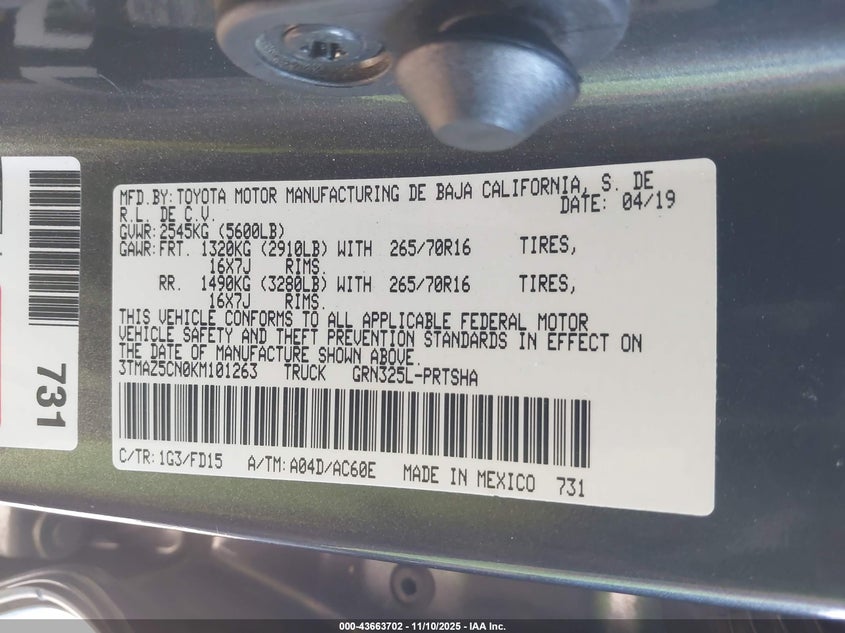 MFD.BY:TOYOTA MOTOR MANUFACTURING DE BAJA CALIFORNIA, S. DE
R.L. DE C.V. DATE: 04/19
GVWR:2545KG (5600LB)
GAWR:FRT. 1320KG (2910LB) WITH 265/70R16 TIRES,
16X7J RIMS.
RR. 1490KG (3280LB) WITH 265/70R16 TIRES,
16X7J RIMS.
THIS VEHICLE CONFORMS TO ALL APPLICABLE FEDERAL MOTOR
VEHICLE SAFETY AND THEFT PREVENTION STANDARDS IN EFFECT ON
THE DATE OF MANUFACTURE SHOWN ABOVE.
3TMAZ5CN0KM101263 TRUCK GRN325L-PRTSHA
C/TR:1G3/FD15 A/TM:A04D/AC60E MADE IN MEXICO 731
731
000-43663702 - 11/10/2025 - IAA Inc.